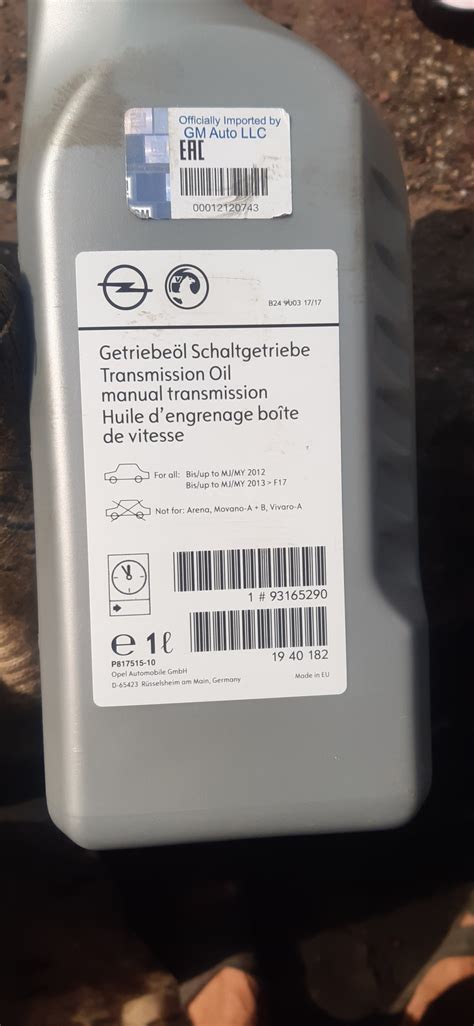 Officially Imported by
GM Auto LLC
EAC
00012120743
B24 9003 17/17
Getriebeöl Schaltgetriebe
Transmission Oil
manual transmission
Huile d'engrenage boîte
de vitesse
For all: Bis/up to MJ/MY 2012
Bis/up to MJ/MY 2013 > F17
Not for: Arena, Movano-A + B, Vivaro-A
1 # 93165290
e 1ℓ
19 40 182
P817515-10
Opel Automobile GmbH
D-65423 Rüsselsheim am Main, Germany
Made in EU